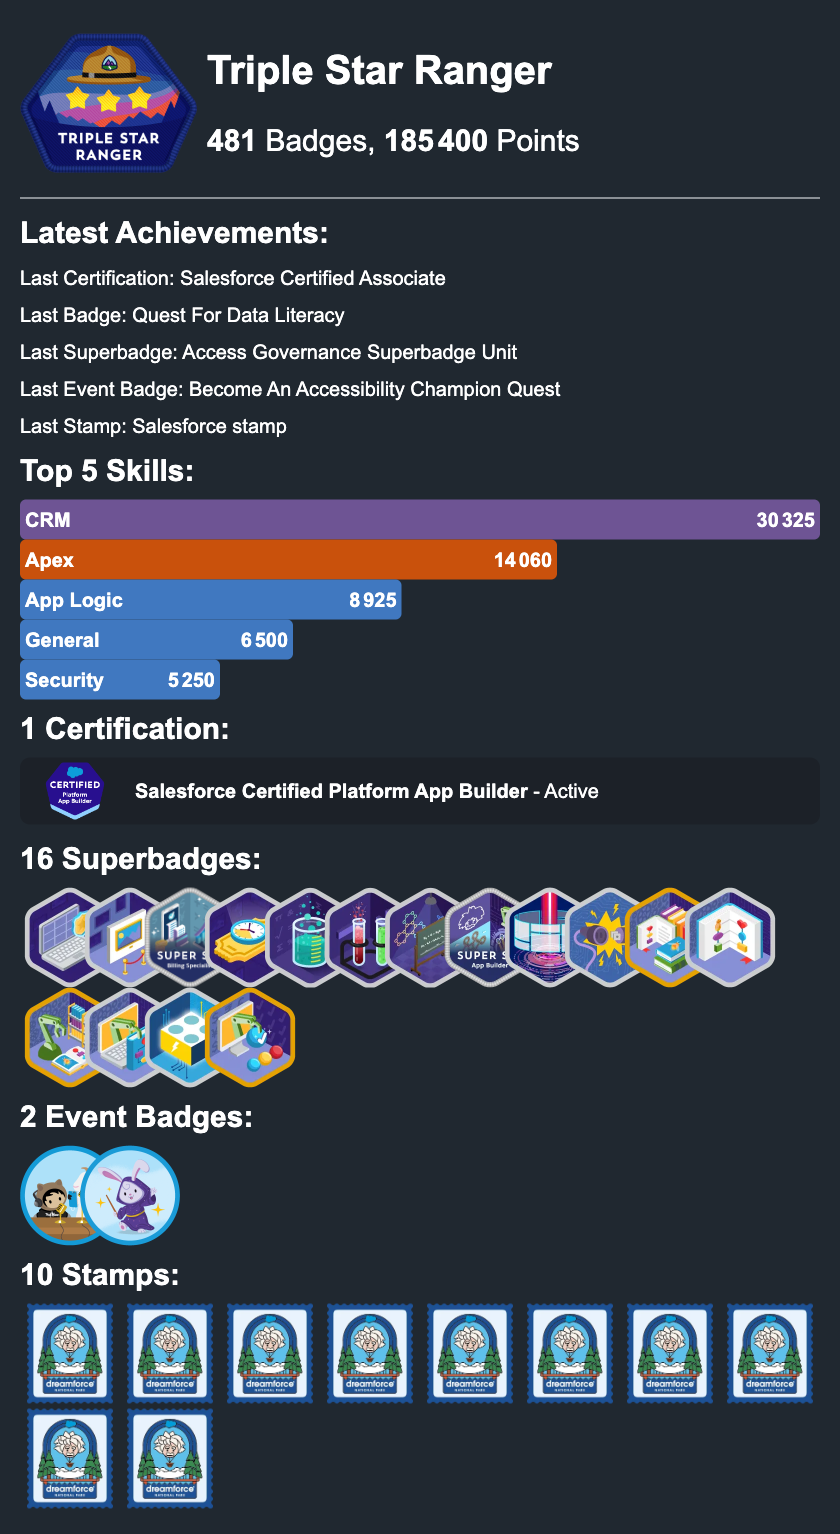 TRIPLE STAR
RANGER
Triple Star Ranger
481 Badges, 185 400 Points
Latest Achievements:
Last Certification: Salesforce Certified Associate
Last Badge: Quest For Data Literacy
Last Superbadge: Access Governance Superbadge Unit
Last Event Badge: Become An Accessibility Champion Quest
Last Stamp: Salesforce stamp
Top 5 Skills:
CRM 30 325
Apex 14 060
App Logic 8 925
General 6 500
Security 5 250
1 Certification:
CERTIFIED
Platform
App Builder
Salesforce Certified Platform App Builder - Active
16 Superbadges:
SUPER S
Billing Speciali
SUPER S
App Builder
2 Event Badges:
10 Stamps:
dreamforce
NATIONAL PARK
dreamforce
NATIONAL PARK
dreamforce
NATIONAL PARK
dreamforce
NATIONAL PARK
dreamforce
NATIONAL PARK
dreamforce
NATIONAL PARK
dreamforce
NATIONAL PARK
dreamforce
NATIONAL PARK
dreamforce
NATIONAL PARK
dreamforce
NATIONAL PARK